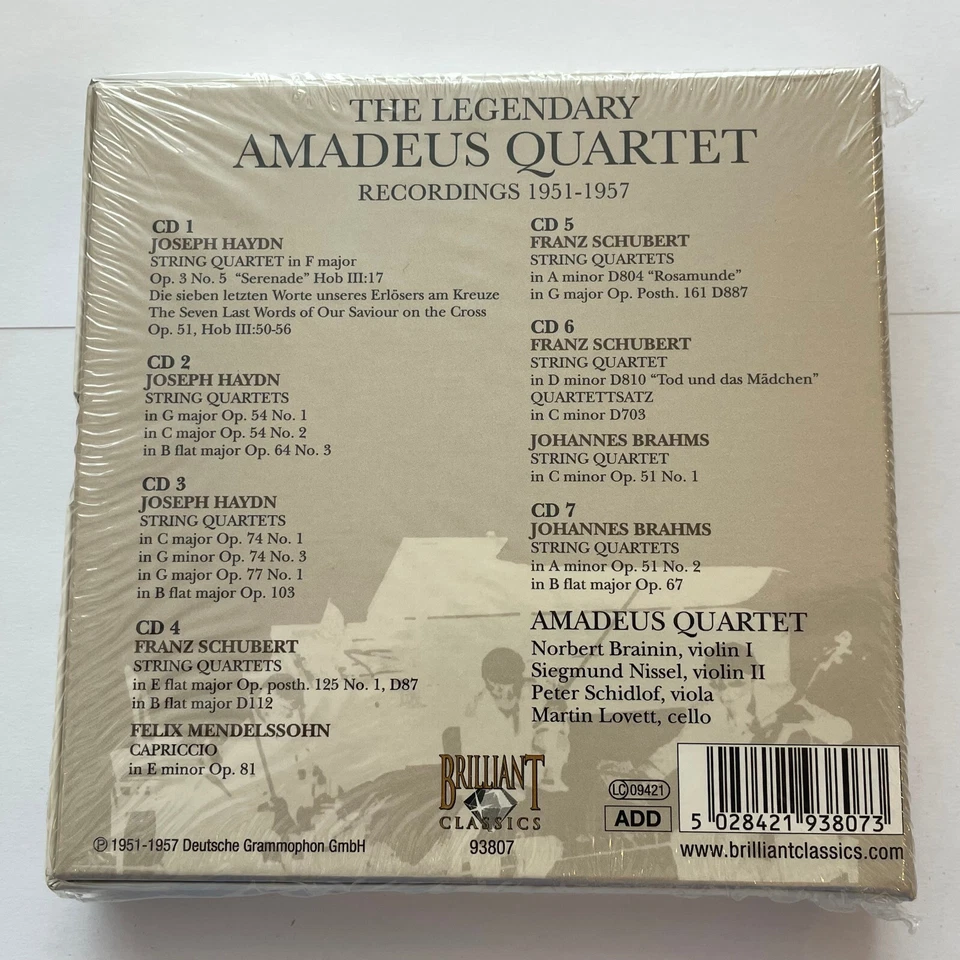 THE LEGENDARY
AMADEUS QUARTET
RECORDINGS 1951-1957
CD 1
JOSEPH HAYDN
STRING QUARTET in F major
Op. 3 No. 5 “Serenade” Hob III:17
Die sieben letzten Worte unseres Erlösers am Kreuze
The Seven Last Words of Our Saviour on the Cross
Op. 51, Hob III:50-56
CD 2
JOSEPH HAYDN
STRING QUARTETS
in G major Op. 54 No. 1
in C major Op. 54 No. 2
in B flat major Op. 64 No. 3
CD 3
JOSEPH HAYDN
STRING QUARTETS
in C major Op. 74 No. 1
in G minor Op. 74 No. 3
in G major Op. 77 No. 1
in B flat major Op. 103
CD 4
FRANZ SCHUBERT
STRING QUARTETS
in E flat major Op. posth. 125 No. 1, D87
in B flat major D112
FELIX MENDELSSOHN
CAPRICCIO
in E minor Op. 81
℗ 1951-1957 Deutsche Grammophon GmbH
CD 5
FRANZ SCHUBERT
STRING QUARTETS
in A minor D804 “Rosamunde”
in G major Op. Posth. 161 D887
CD 6
FRANZ SCHUBERT
STRING QUARTET
in D minor D810 “Tod und das Mädchen”
QUARTETTSATZ
in C minor D703
JOHANNES BRAHMS
STRING QUARTET
in C minor Op. 51 No. 1
CD 7
JOHANNES BRAHMS
STRING QUARTETS
in A minor Op. 51 No. 2
in B flat major Op. 67
AMADEUS QUARTET
Norbert Brainin, violin I
Siegmund Nissel, violin II
Peter Schidlof, viola
Martin Lovett, cello
BRILLIANT
CLASSICS
93807
LC 09421
ADD
5 028421 938073
www.brilliantclassics.com